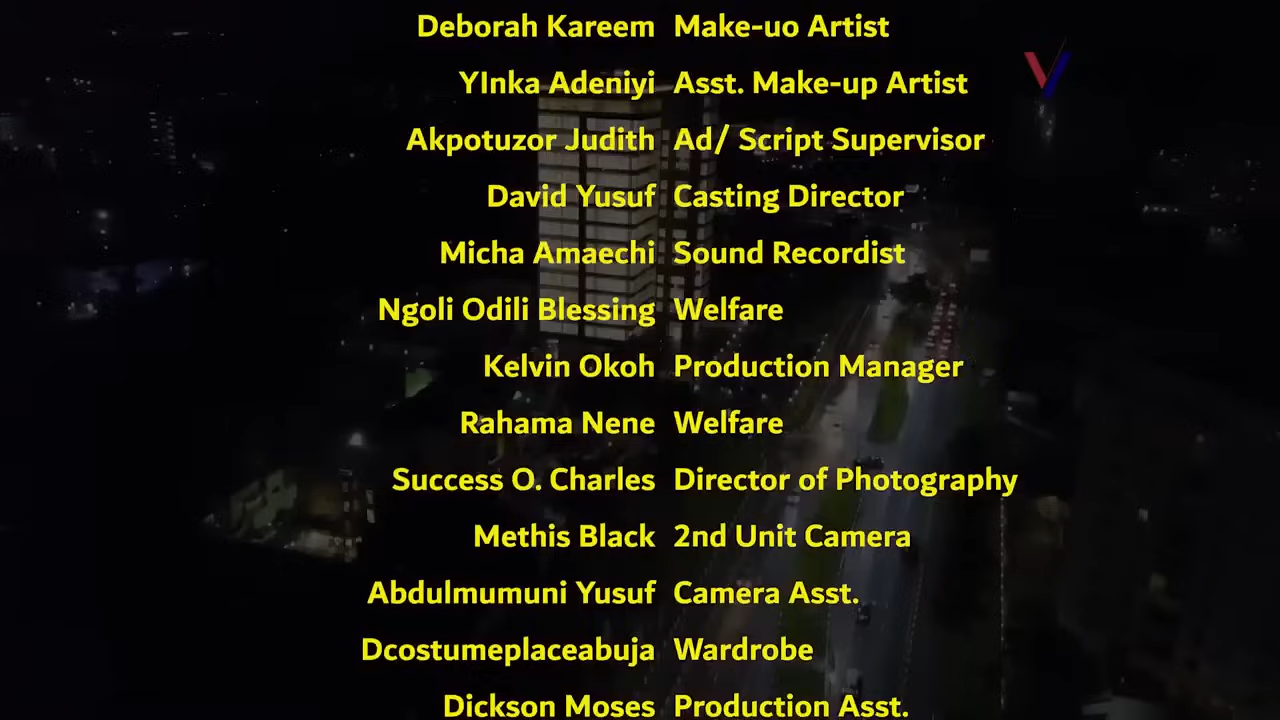 Deborah Kareem Make-uo Artist
YInka Adeniyi Asst. Make-up Artist
Akpotuzor Judith Ad/ Script Supervisor
David Yusuf Casting Director
Micha Amaechi Sound Recordist
Ngoli Odili Blessing Welfare
Kelvin Okoh Production Manager
Rahama Nene Welfare
Success O. Charles Director of Photography
Methis Black 2nd Unit Camera
Abdulmumuni Yusuf Camera Asst.
Dcostumeplaceabuja Wardrobe
Dickson Moses Production Asst.